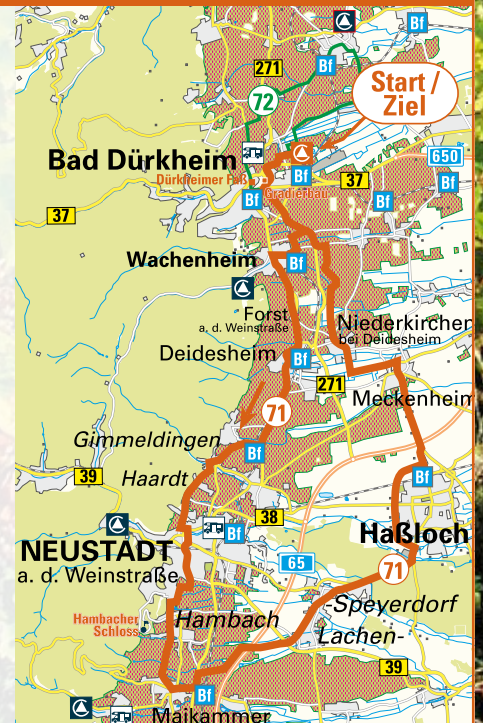 Bf
271
Bf
Start /
Ziel
72
Bad Dürkheim
650
Dürkheimer Faß
Bf
37
Bf
Gradierbau
Bf
Bf
37
Wachenheim
Bf
Forst
a. d. Weinstraße
Niederkirchen
bei Deidesheim
Deidesheim
Bf
271
Meckenheim
71
Gimmeldingen
Bf
39
Haardt
Bf
38
Bf
Haßloch
NEUSTADT
a. d. Weinstraße
65
71
Hambacher
Schloss
Hambach
-Speyerdorf
Lachen-
39
Bf
Maikammer